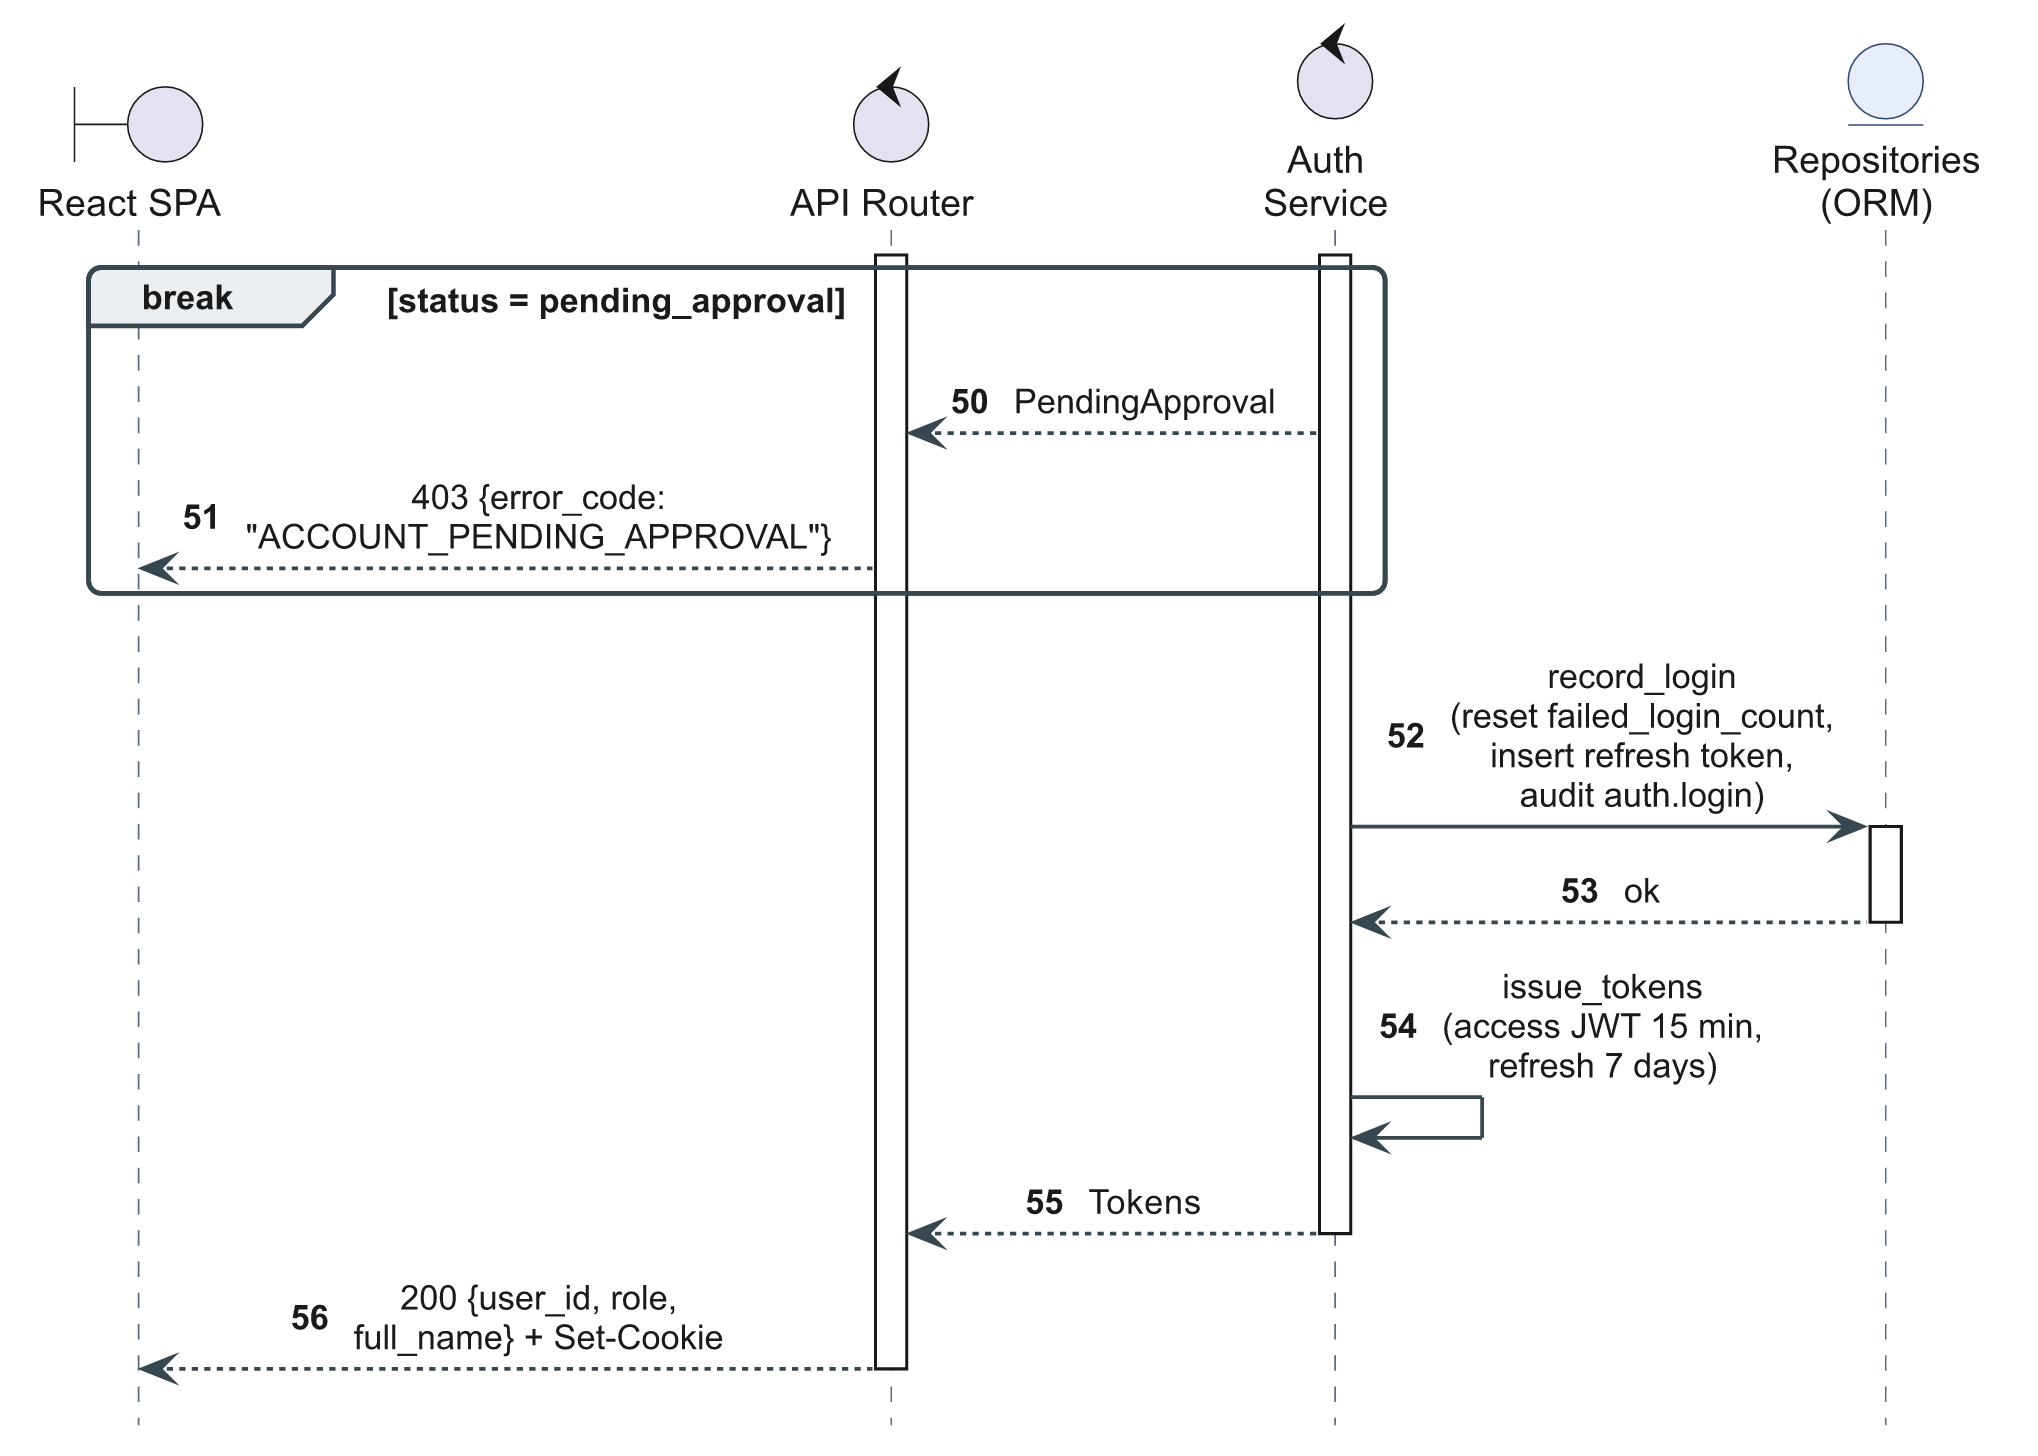 React SPA
API Router
Auth
Service
Repositories
(ORM)
break
[status = pending_approval]
50 PendingApproval
51
403 {error_code:
"ACCOUNT_PENDING_APPROVAL"}
52
record_login
(reset failed_login_count,
insert refresh token,
audit auth.login)
53 ok
54
issue_tokens
(access JWT 15 min,
refresh 7 days)
55 Tokens
56
200 {user_id, role,
full_name} + Set-Cookie